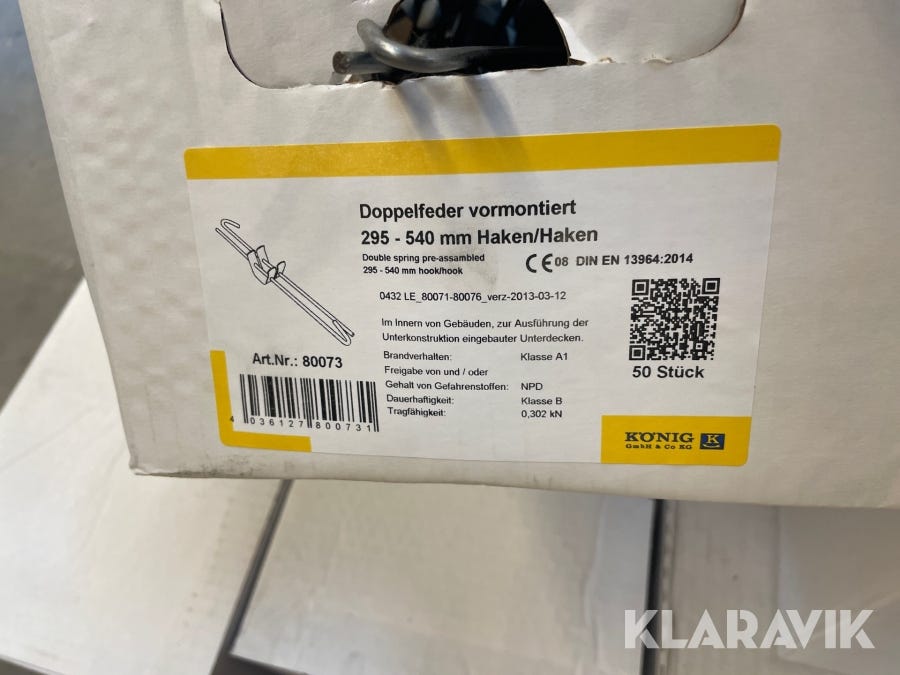 Doppelfeder vormontiert
295 - 540 mm Haken/Haken
Double spring pre-assambled
295 - 540 mm hook/hook
CE 08 DIN EN 13964:2014
0432 LE_80071-80076_verz-2013-03-12
Im Innern von Gebäuden, zur Ausführung der
Unterkonstruktion eingebauter Unterdecken.
Brandverhalten: Klasse A1
Freigabe von und / oder
Gehalt von Gefahrenstoffen: NPD
Dauerhaftigkeit: Klasse B
Tragfähigkeit: 0,302 kN
50 Stück
Art.Nr.: 80073
4 036127 800731
KÖNIG K
GmbH & Co KG
KLARAVIK